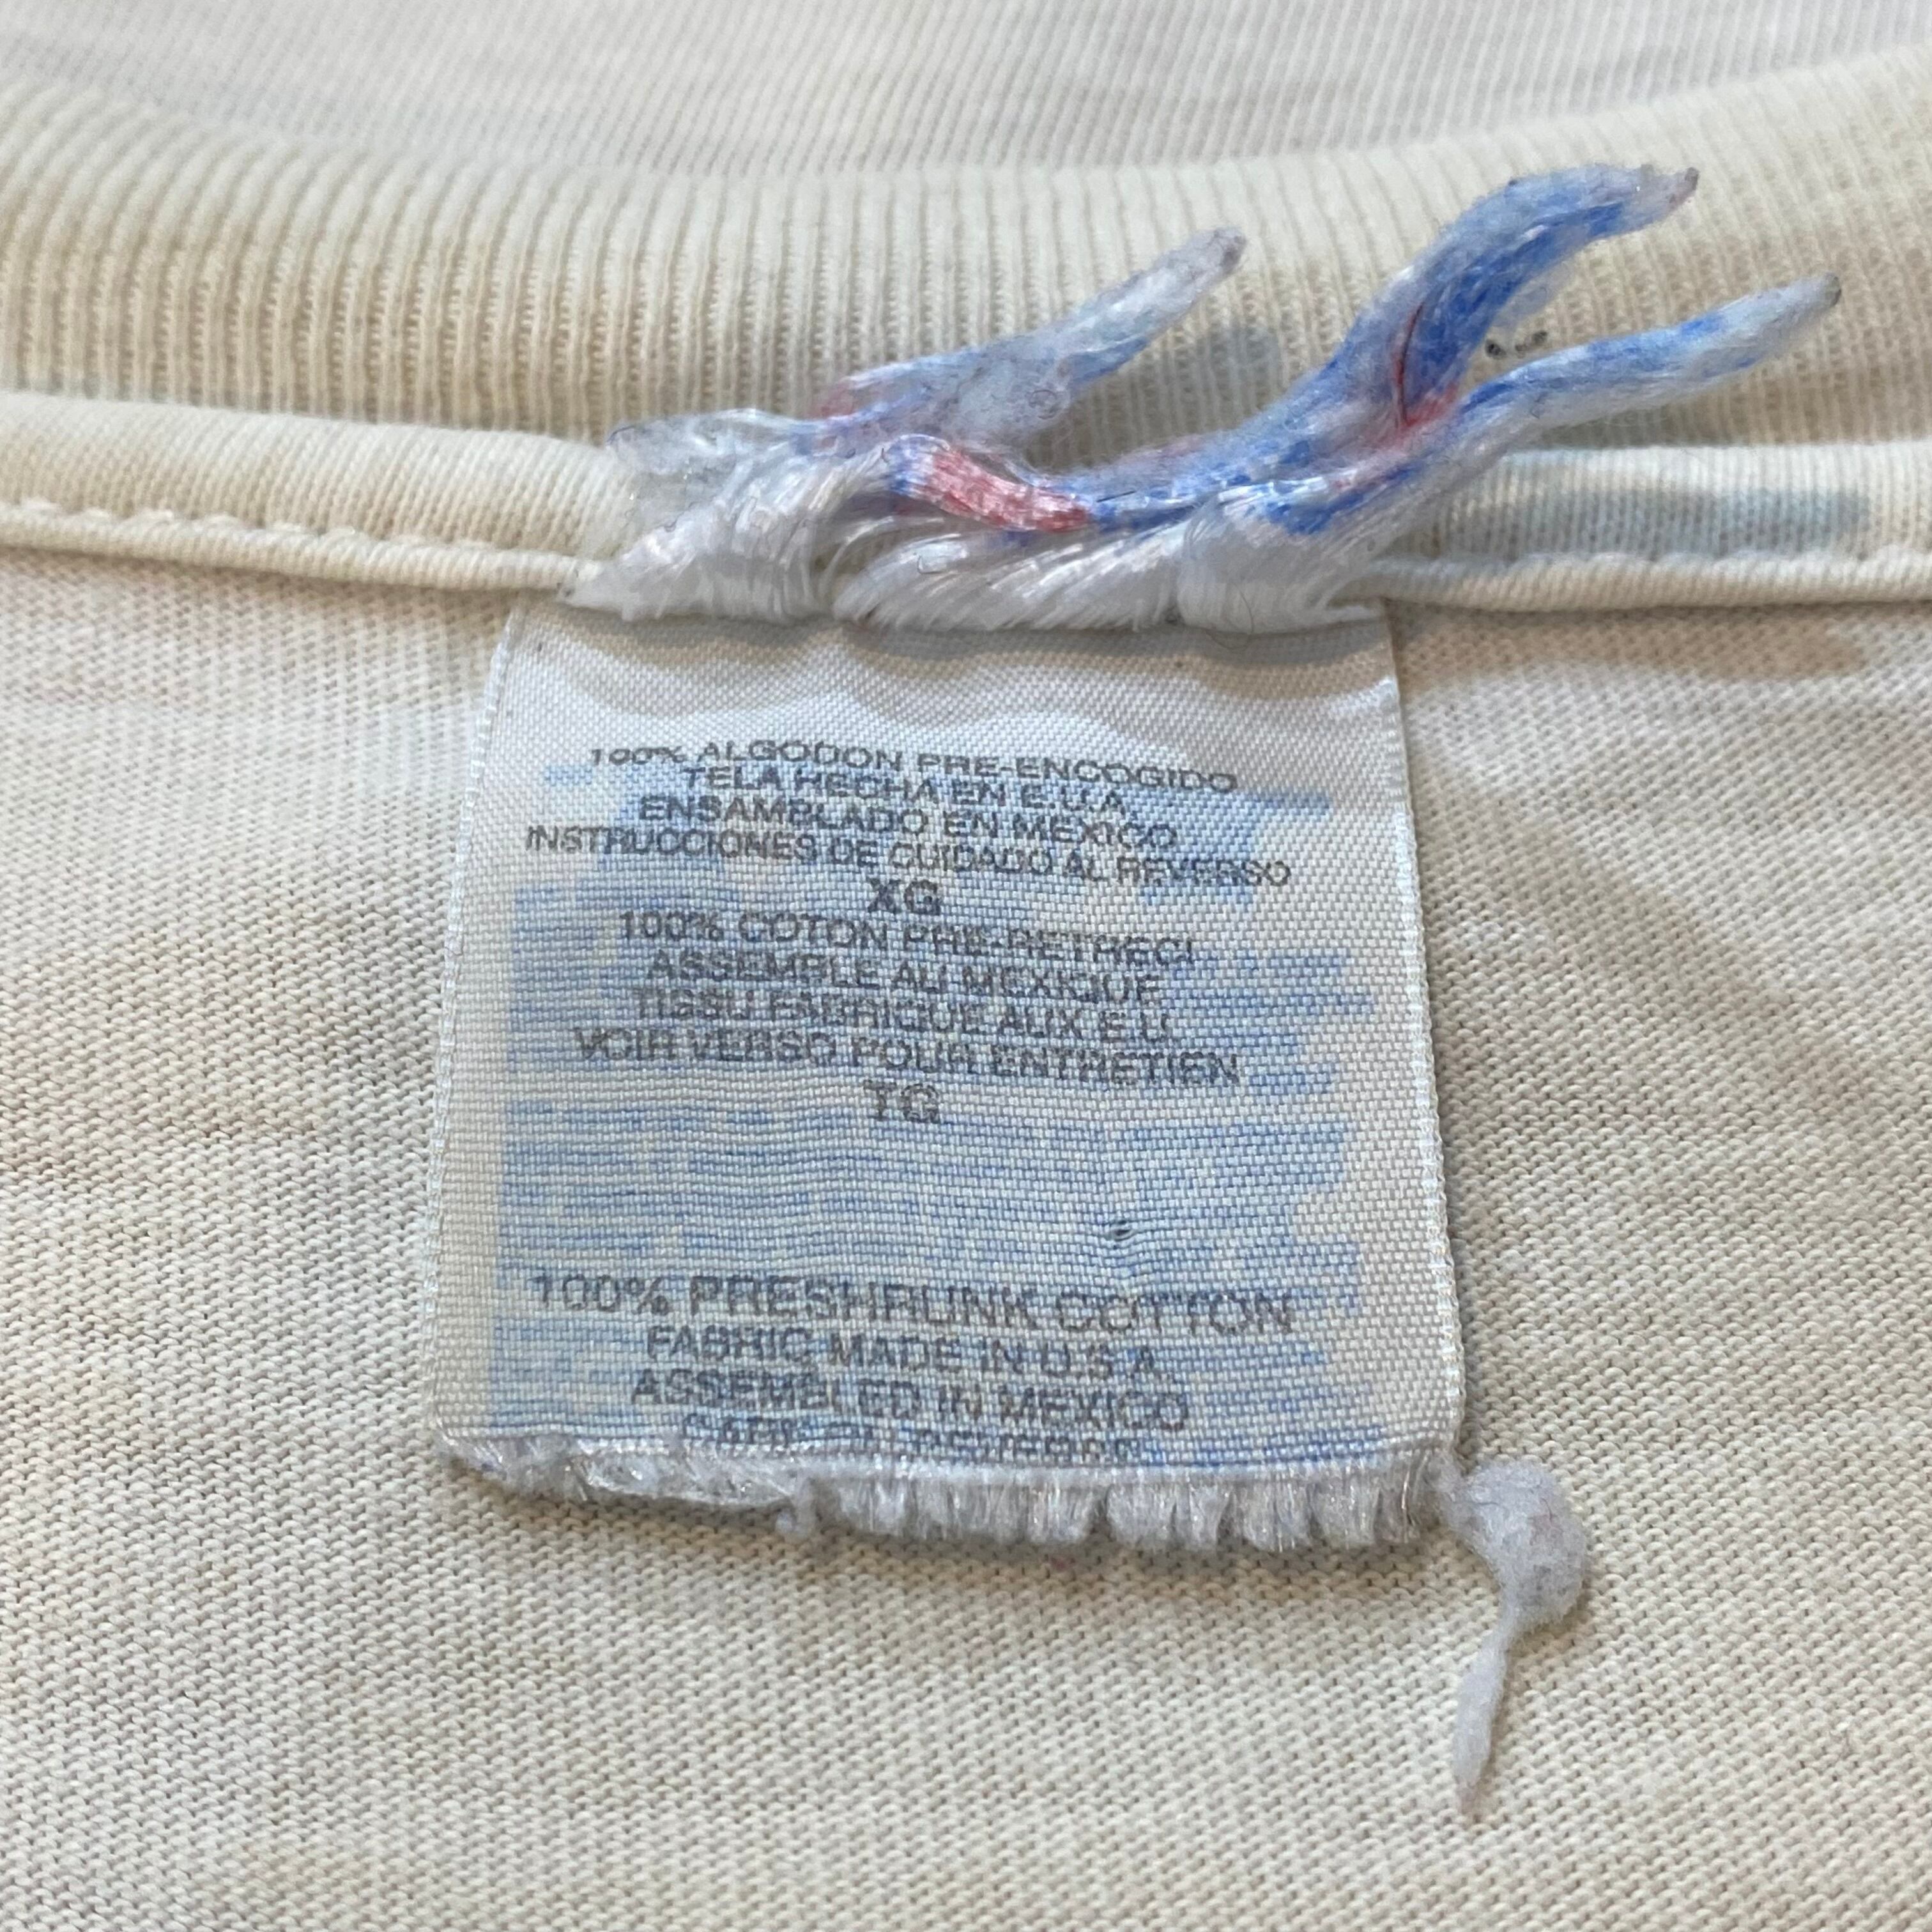 100% ALGODON PRE-ENCOGIDO
TELA HECHA EN E.U.A.
ENSAMBLADO EN MEXICO
INSTRUCCIONES DE CUIDADO AL REVERSO
XG
100% COTON PRE-RETRECI
ASSEMBLE AU MEXIQUE
TISSU FABRIQUE AUX E.U.
VOIR VERSO POUR ENTRETIEN
TG
100% PRESHRUNK COTTON
FABRIC MADE IN U.S.A.
ASSEMBLED IN MEXICO